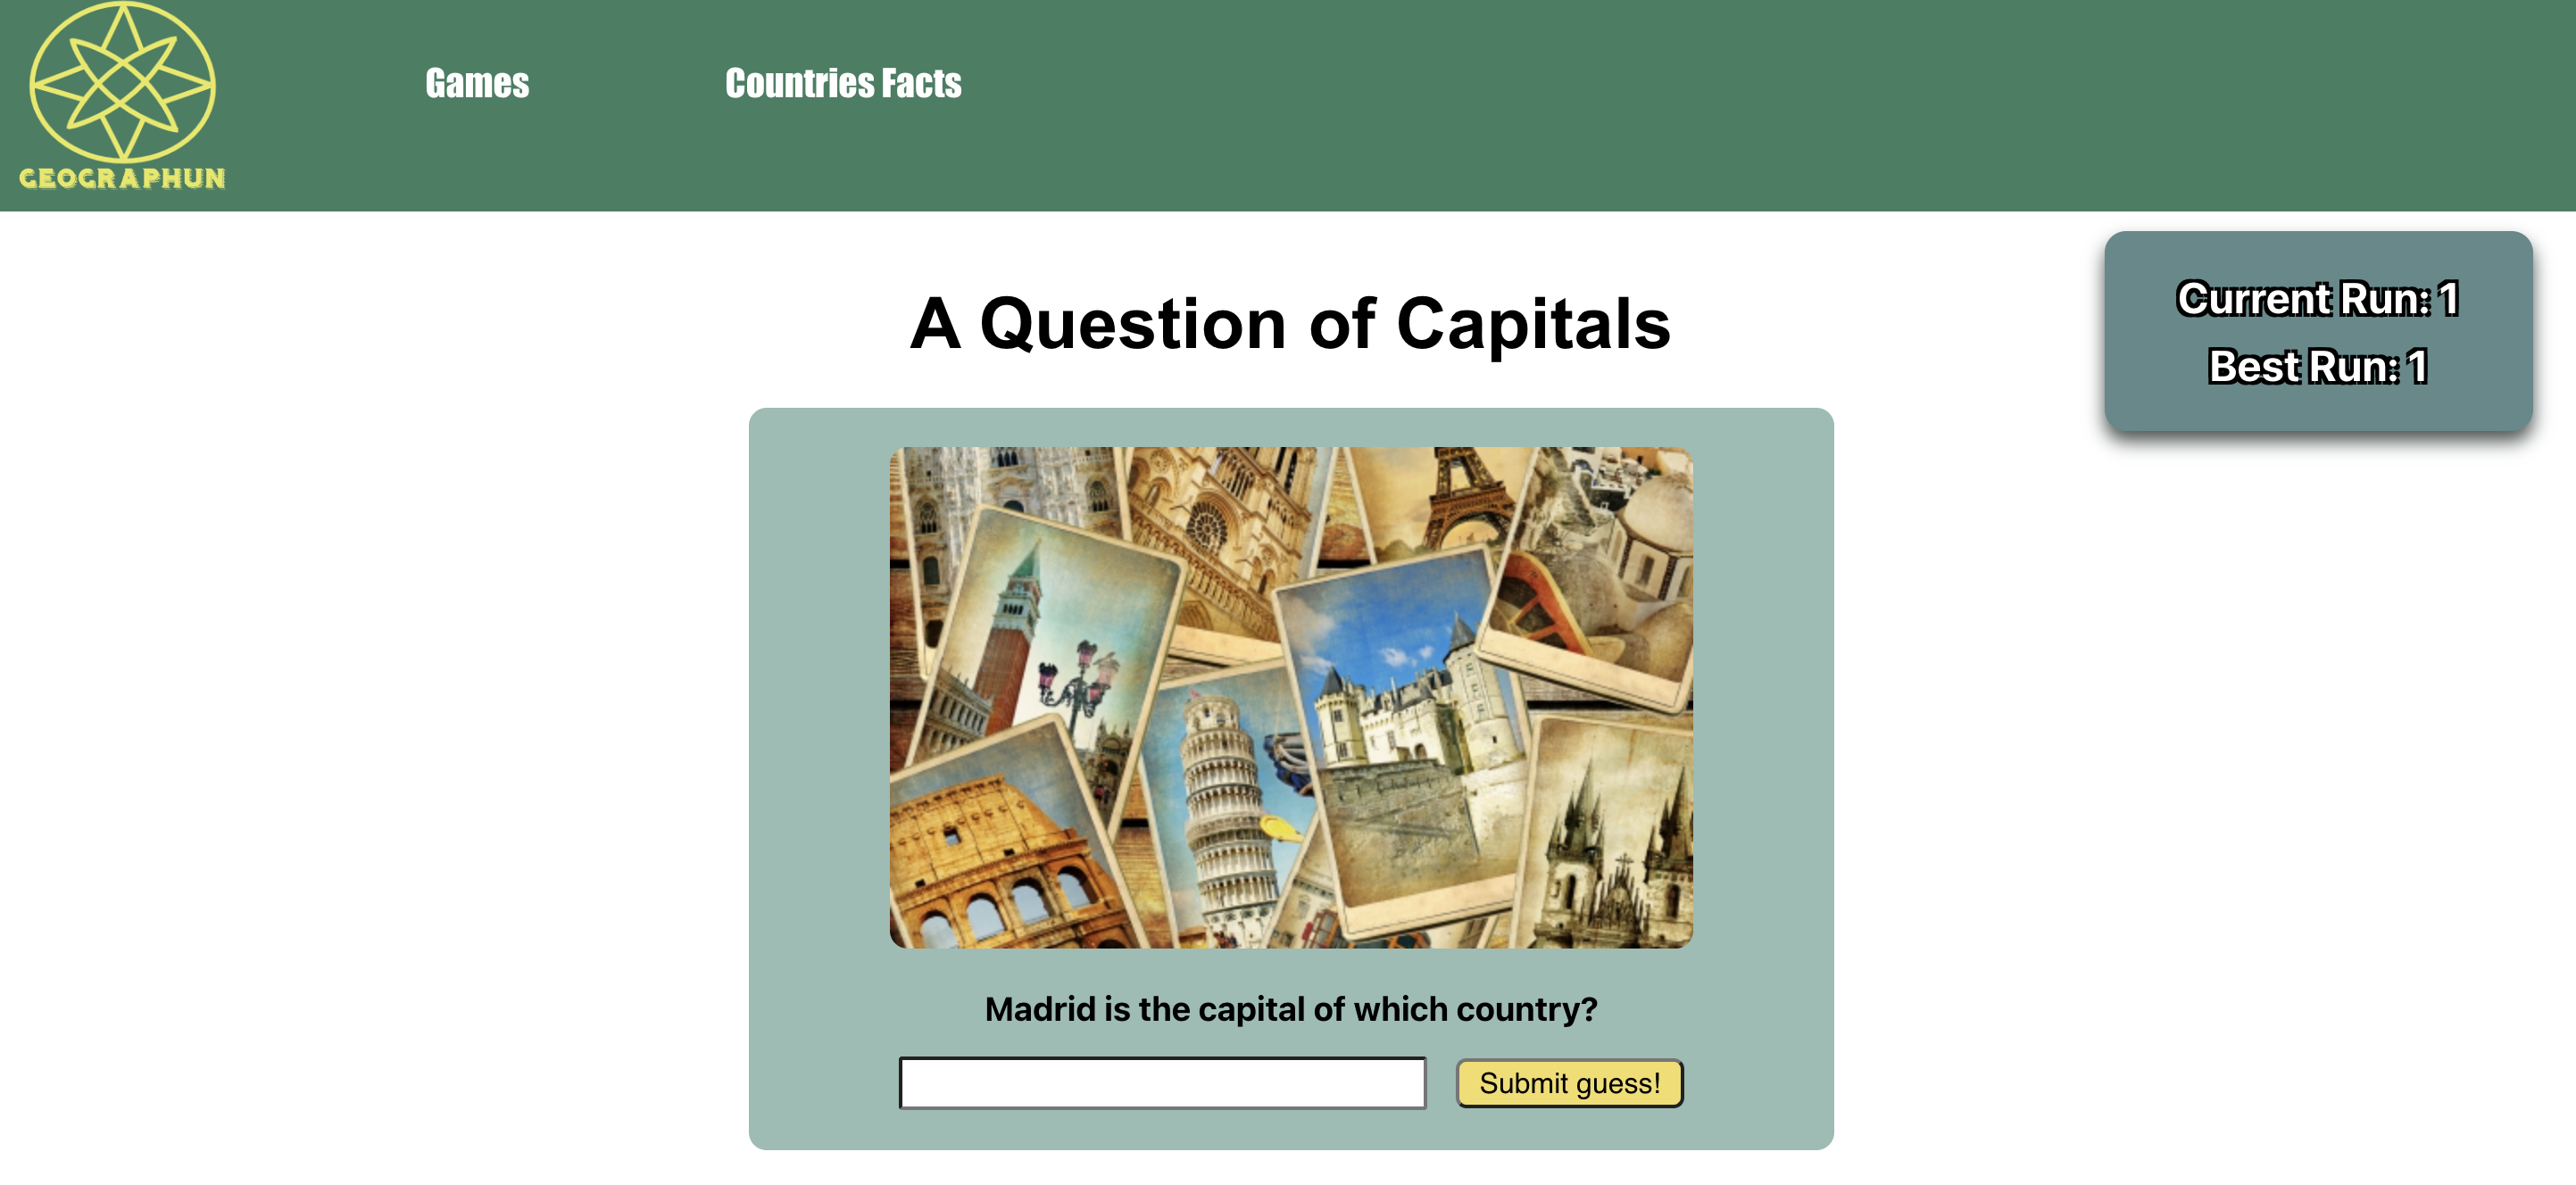 GEOGRAPHUN
Games
Countries Facts
A Question of Capitals
Current Run: 1
Best Run: 1
Madrid is the capital of which country?
Submit guess!